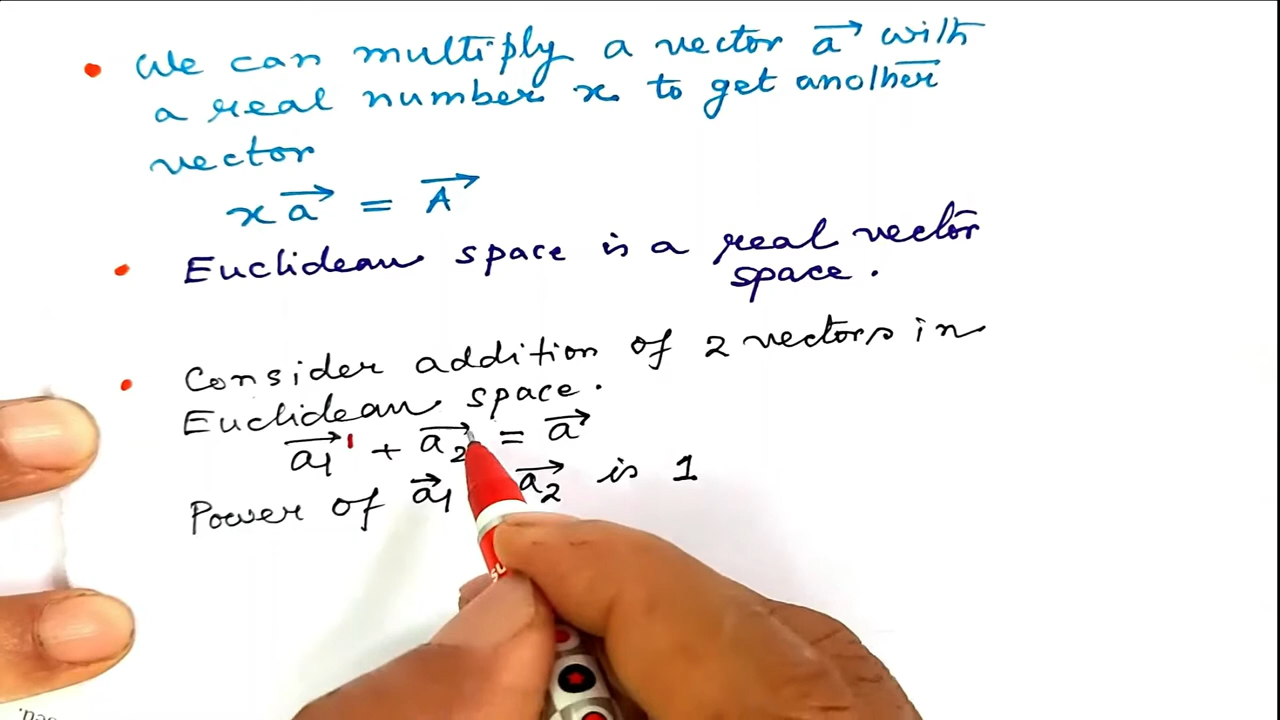 • We can multiply a vector a⃗ with
a real number x to get another
vector
x a⃗ = A⃗
• Euclidean space is a real vector
space.
• Consider addition of 2 vectors in
Euclidean space.
a⃗₁¹ + a⃗₂ = a⃗
Power of a⃗₁ a⃗₂ is 1